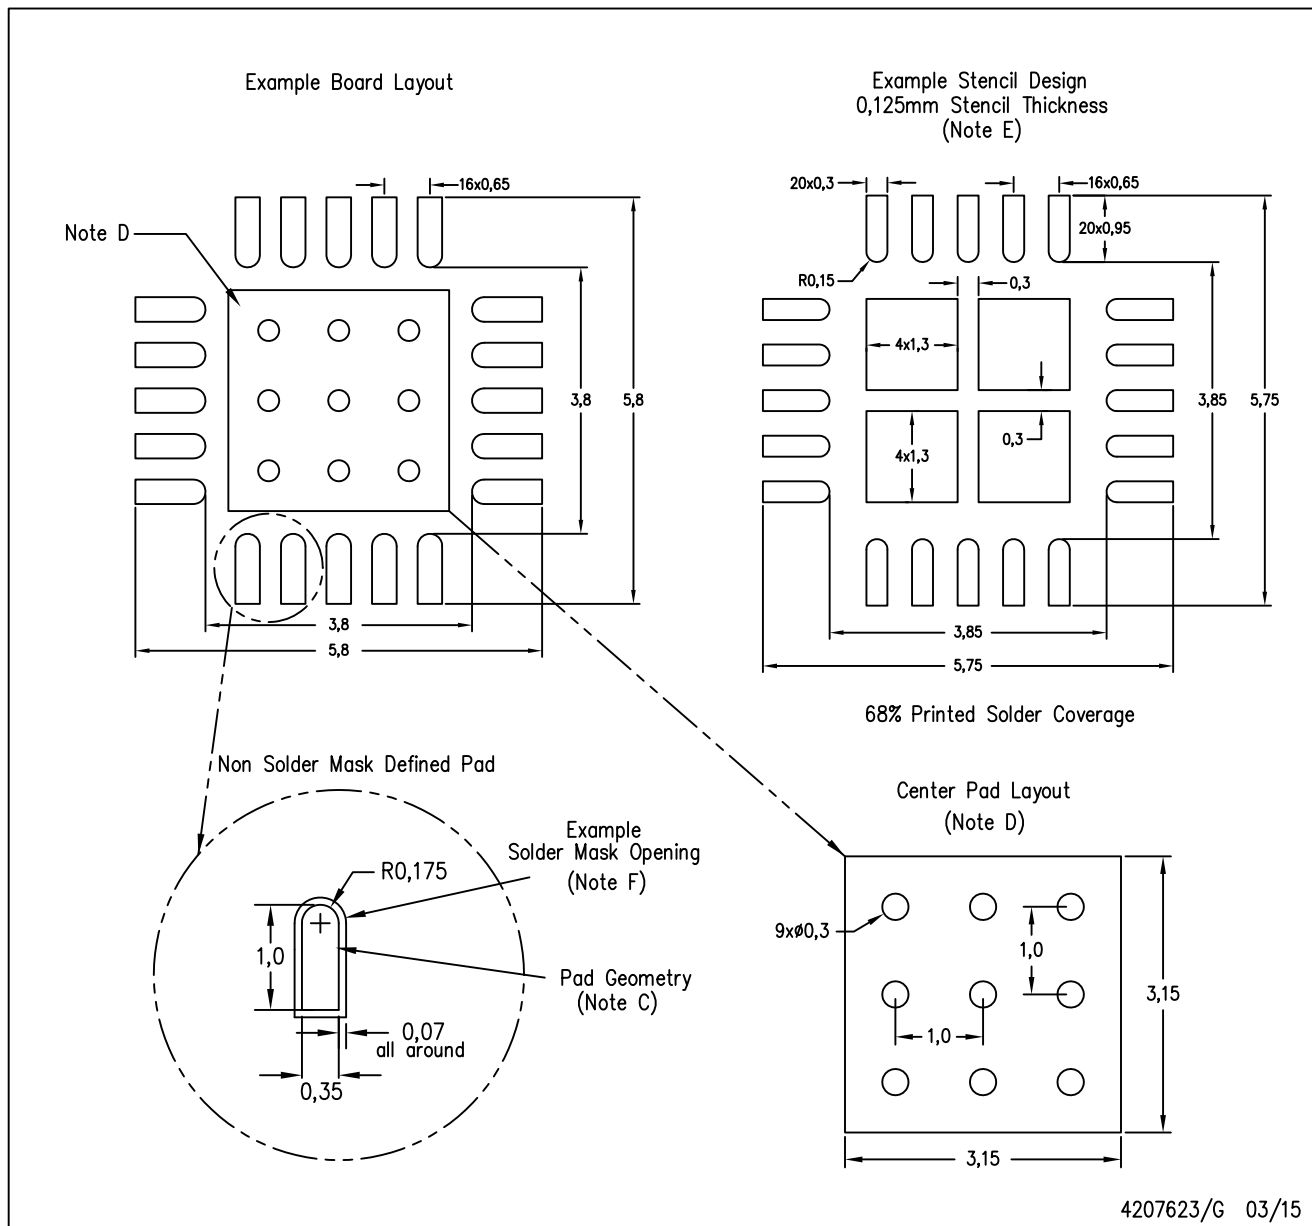 Example Board Layout
Example Stencil Design
0,125mm Stencil Thickness
(Note E)
16x0,65
Note D
3,8
5,8
3,8
5,8
20x0,3
16x0,65
20x0,95
R0,15
0,3
4x1,3
3,85
5,75
0,3
4x1,3
3,85
5,75
68% Printed Solder Coverage
Non Solder Mask Defined Pad
Example
Solder Mask Opening
(Note F)
R0,175
1,0
Pad Geometry
(Note C)
0,07
all around
0,35
Center Pad Layout
(Note D)
9xø0,3
1,0
3,15
1,0
3,15
4207623/G 03/15